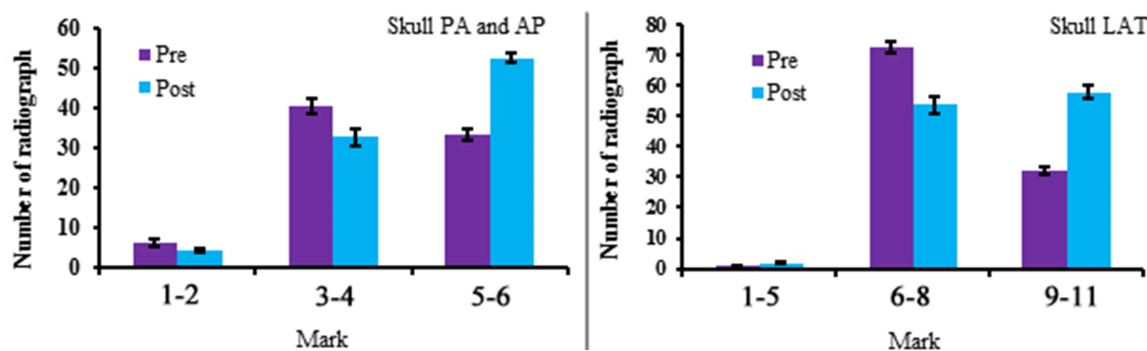 Skull PA and AP
Pre
Post
Number of radiograph
60
50
40
30
20
10
0
1-2 3-4 5-6
Mark
Skull LAT
Pre
Post
Number of radiograph
80
70
60
50
40
30
20
10
0
1-5 6-8 9-11
Mark